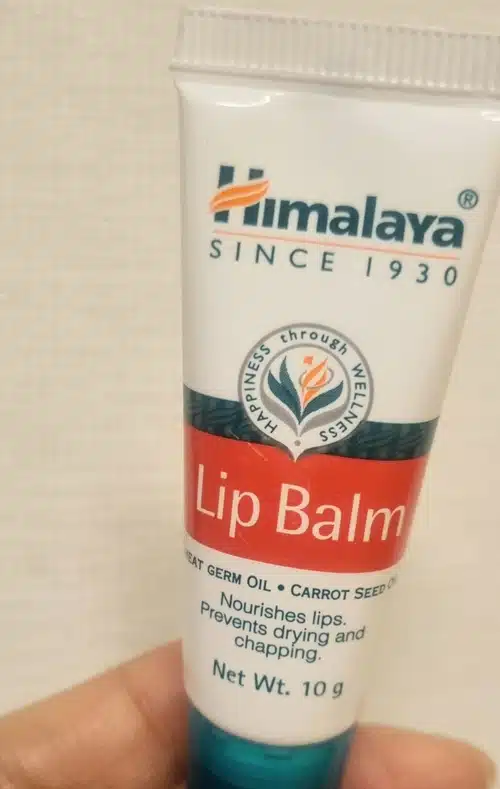 Himalaya®
SINCE 1930
HAPPINESS through WELLNESS
Lip Balm
GERM OIL • CARROT SEED
Nourishes lips.
Prevents drying and
chapping.
Net Wt. 10 g